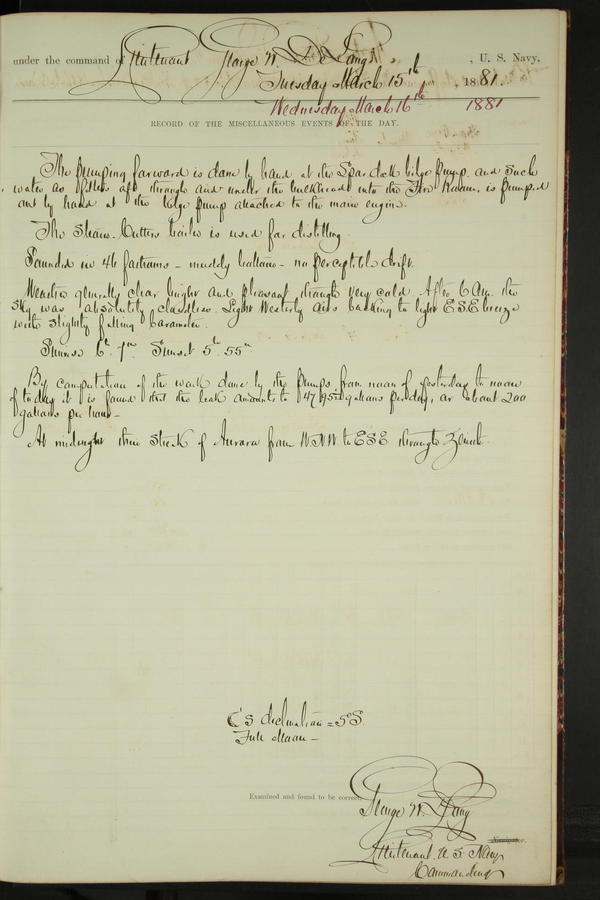 under the command of Lieutenant George W. De Long, U. S. Navy,
Tuesday March 15th, 1881.
Wednesday March 16th 1881
RECORD OF THE MISCELLANEOUS EVENTS OF THE DAY.
The pumping forward is done by hand at the Spar deck bilge pump and such
water as filters aft through and under the bulkhead into the Fire Room, is pumped
out by hand at the bilge pump attached to the main engine.
The Steam-Cutters boiler is used for distilling.
Sounded in 46 fathoms - muddy bottom - no perceptible drift.
Weather generally clear bright and pleasant though very cold. After 6 Am. the
sky was absolutely cloudless. Light Westerly airs backing to light ESE breeze
with slightly falling barometer.
Sunrise 6h. 7m Sunset 5h. 55m
By computation of the work done by the pumps, from noon of yesterday to noon
of today it is found that the leak amounts to gallons per day, or about
gallons per hour -
At midnight thin streak of Aurora from WNW to ESE through Zenith.
C's declination = 5°S.
Full Moon -
Examined and found to be correct.
George W. De Long
Navigator.
Lieutenant, U.S. Navy
Commanding